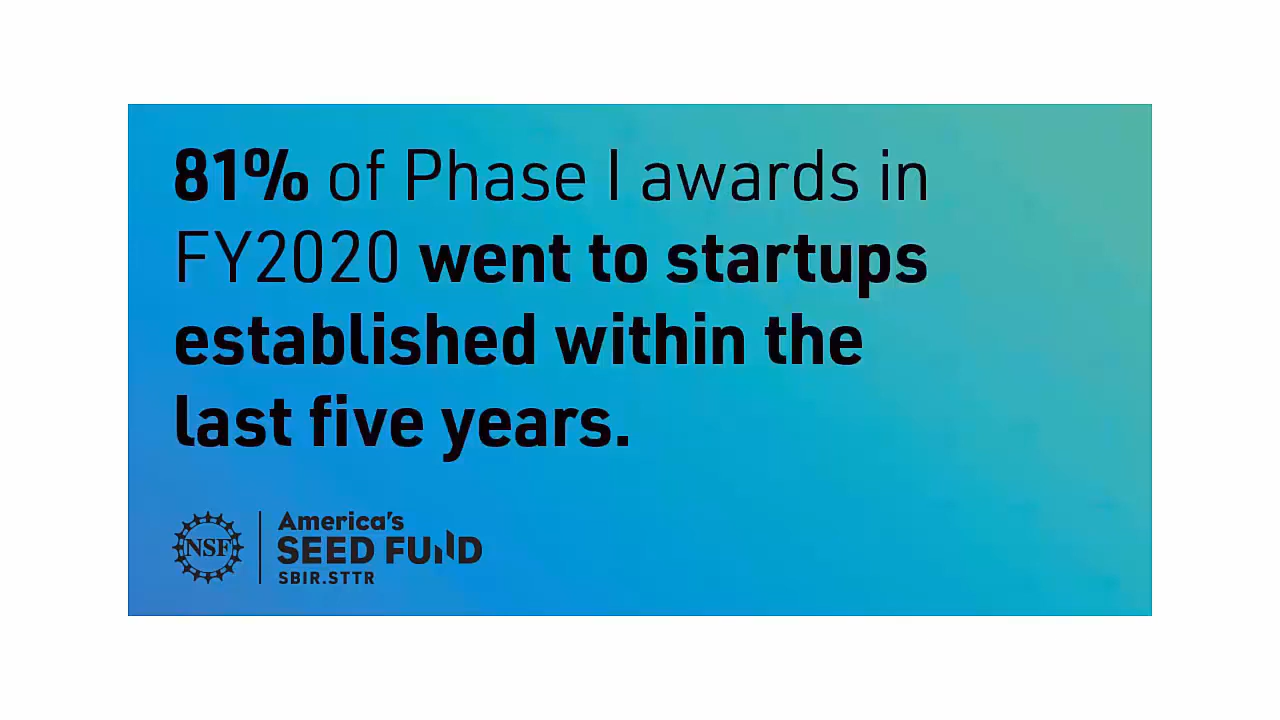 81% of Phase I awards in
FY2020 went to startups
established within the
last five years.
NSF
America's
SEED FUND
SBIR.STTR